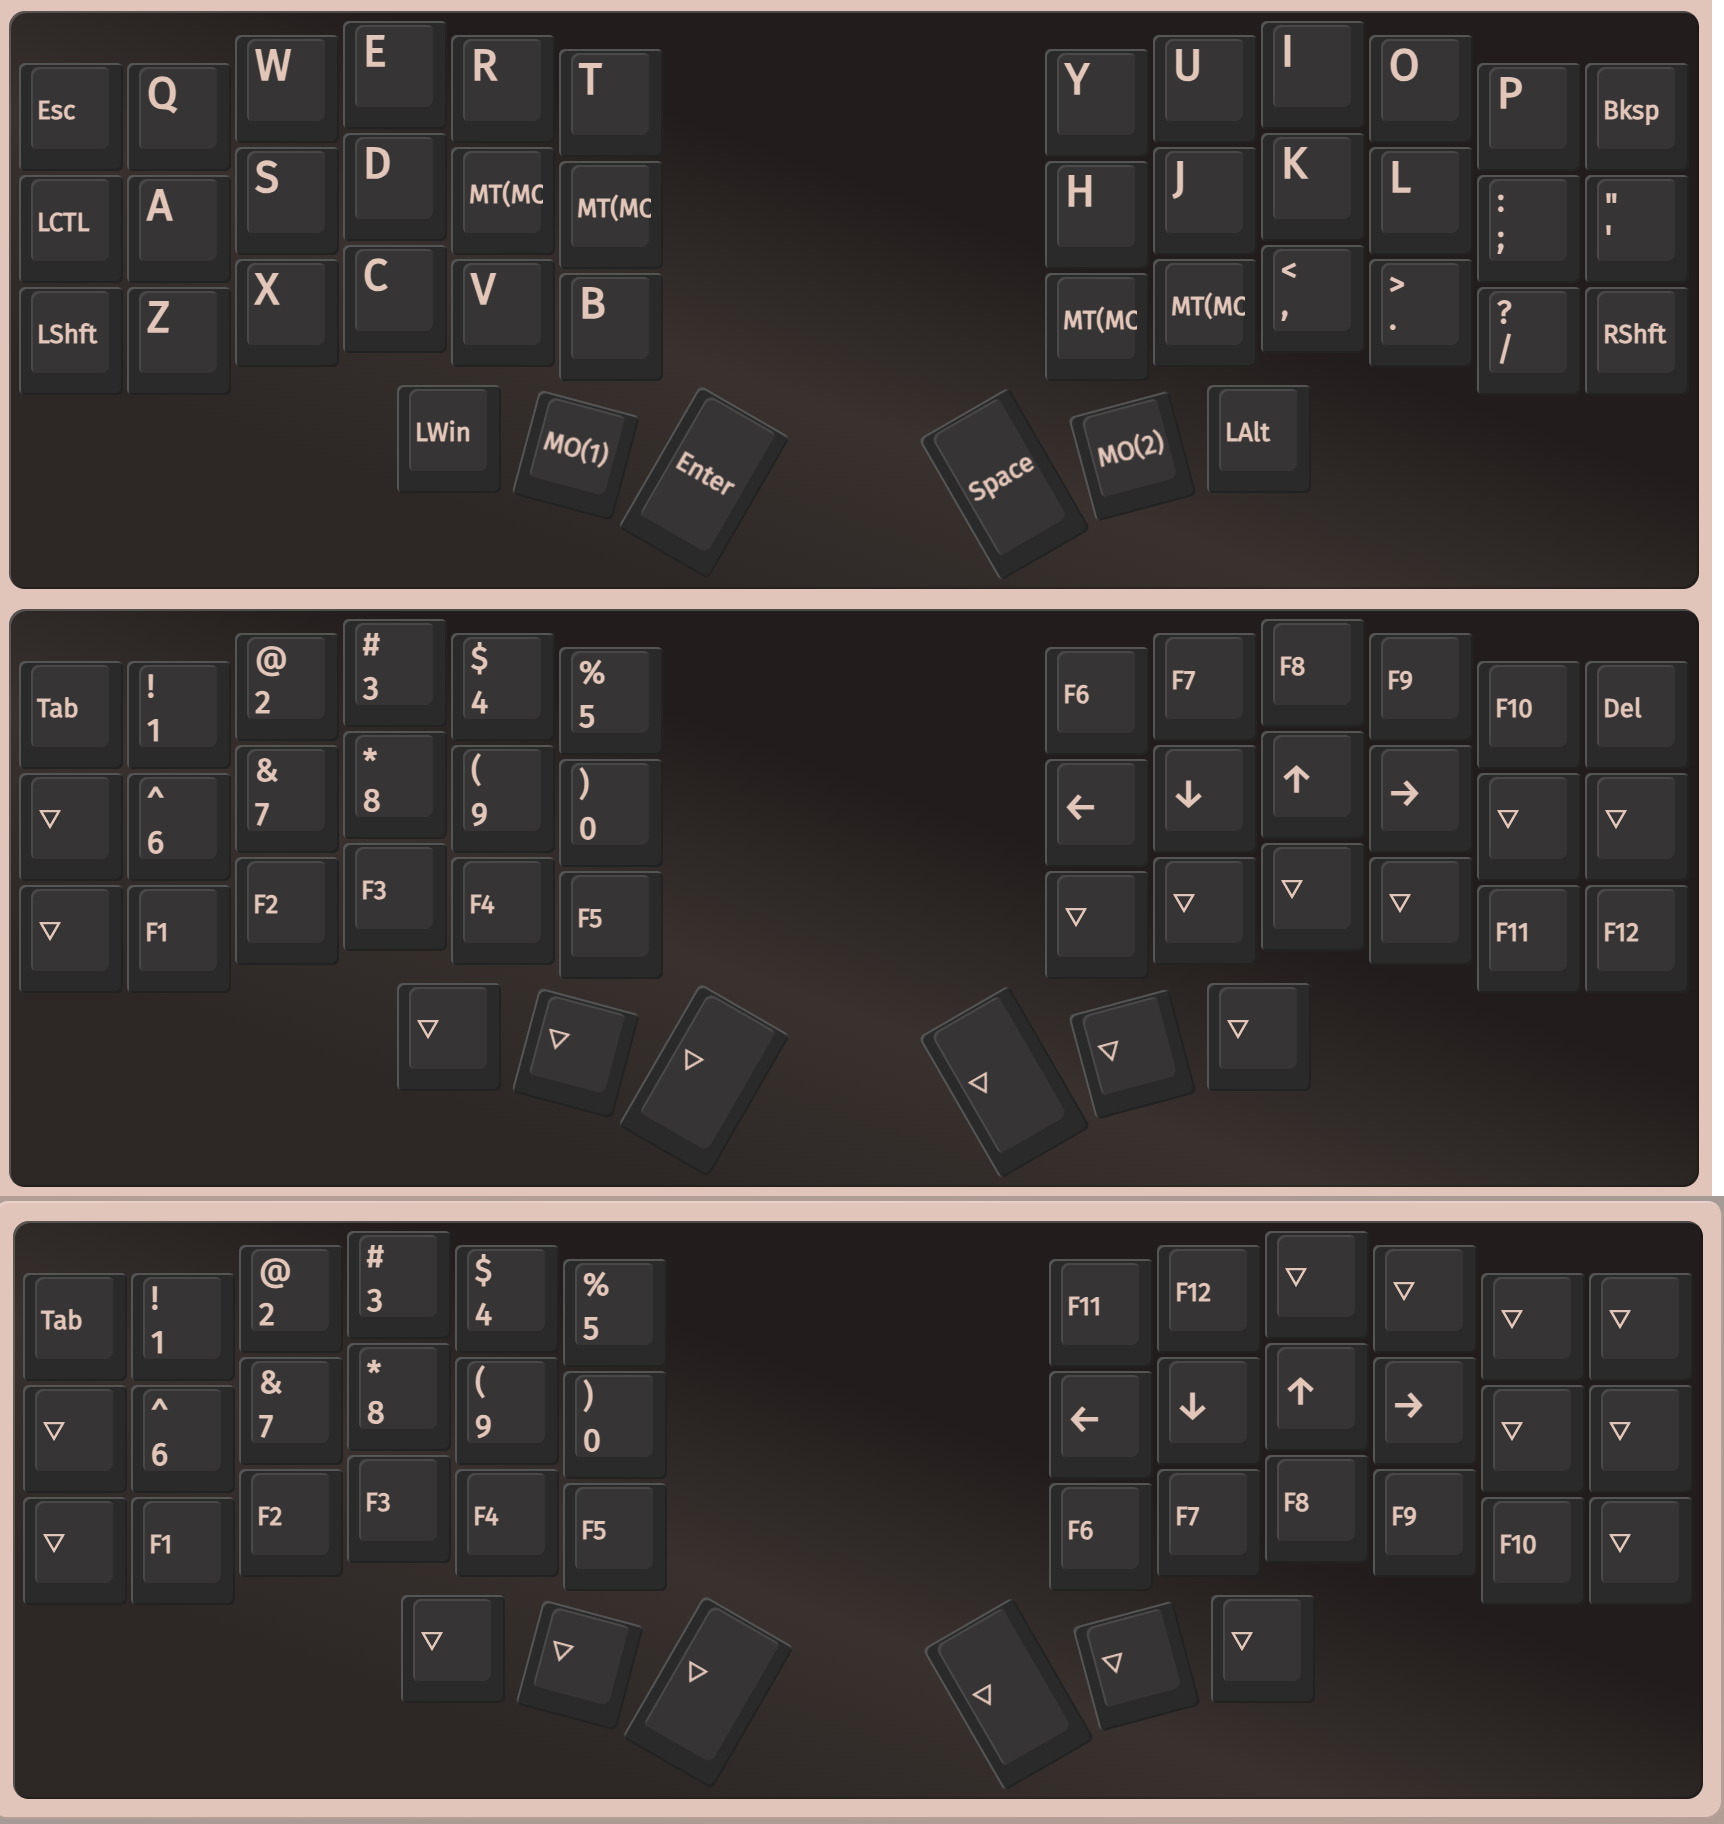 Esc Q W E R T Y U I O P Bksp
LCTL A S D MT(MC MT(MC H J K L : ; " '
LShft Z X C V B MT(MC MT(MC < , > . ? / RShft
LWin MO(1) Enter Space MO(2) LAlt
Tab ! 1 @ 2 # 3 $ 4 % 5 F6 F7 F8 F9 F10 Del
▽ ^ 6 & 7 * 8 ( 9 ) 0 ← ↓ ↑ → ▽ ▽
▽ F1 F2 F3 F4 F5 ▽ ▽ ▽ ▽ F11 F12
▽ ▽ ▽ ▽ ▽ ▽
Tab ! 1 @ 2 # 3 $ 4 % 5 F11 F12 ▽ ▽ ▽ ▽
▽ ^ 6 & 7 * 8 ( 9 ) 0 ← ↓ ↑ → ▽ ▽
▽ F1 F2 F3 F4 F5 F6 F7 F8 F9 F10 ▽
▽ ▽ ▽ ▽ ▽ ▽